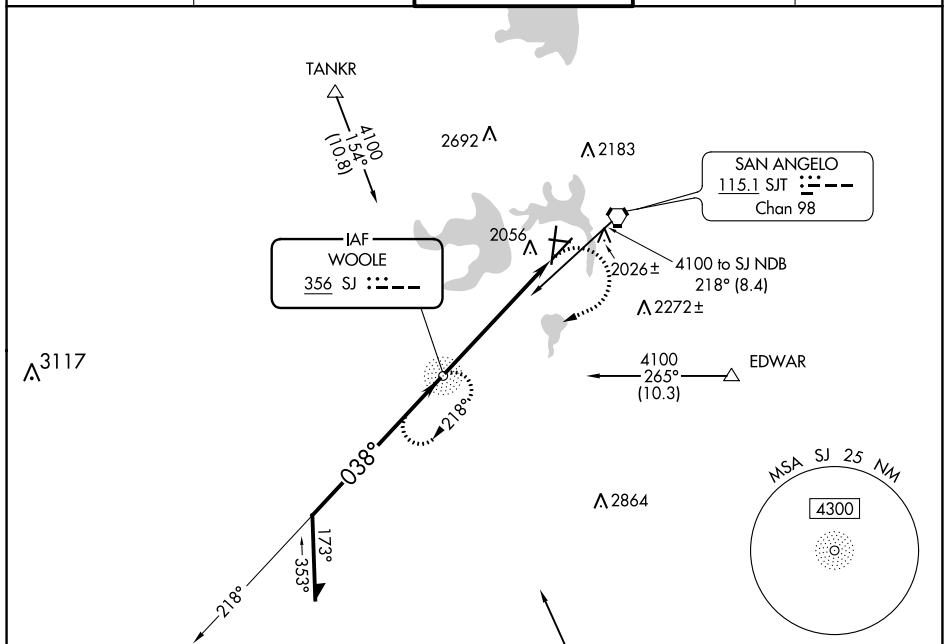 TANKR
4100
154°
(10.8)
2692
2183
SAN ANGELO
115.1 SJT
Chan 98
IAF
WOOLE
356 SJ
2056
2026±
4100 to SJ NDB
218° (8.4)
2272±
3117
4100
265°
(10.3)
EDWAR
218°
038°
2864
MSA SJ 25 NM
4300
173°
353°
218°